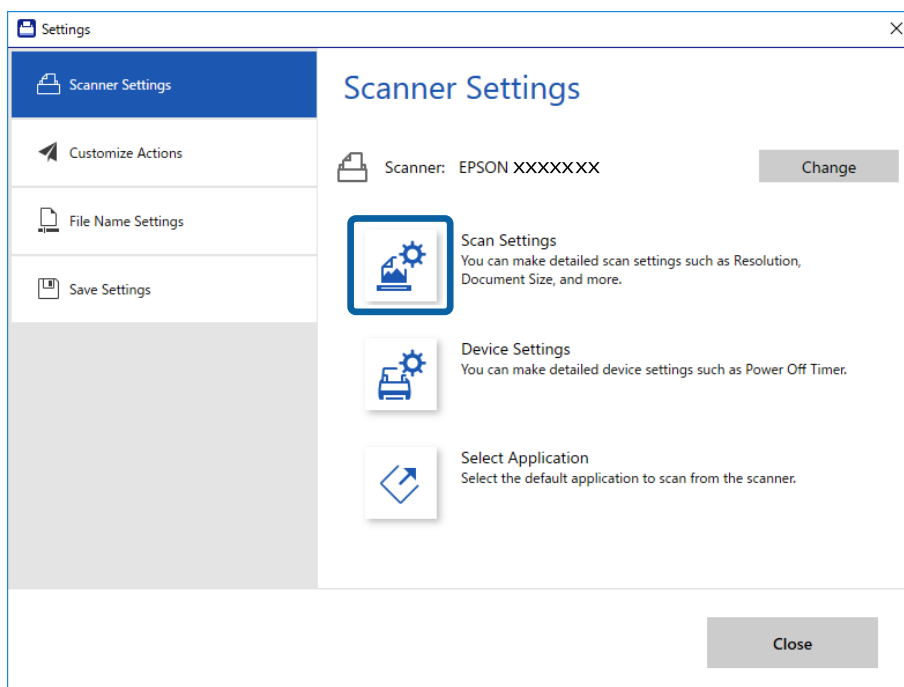 Settings
Scanner Settings
Customize Actions
File Name Settings
Save Settings
Scanner Settings
Scanner: EPSON XXXXXXX
Change
Scan Settings
You can make detailed scan settings such as Resolution,
Document Size, and more.
Device Settings
You can make detailed device settings such as Power Off Timer.
Select Application
Select the default application to scan from the scanner.
Close